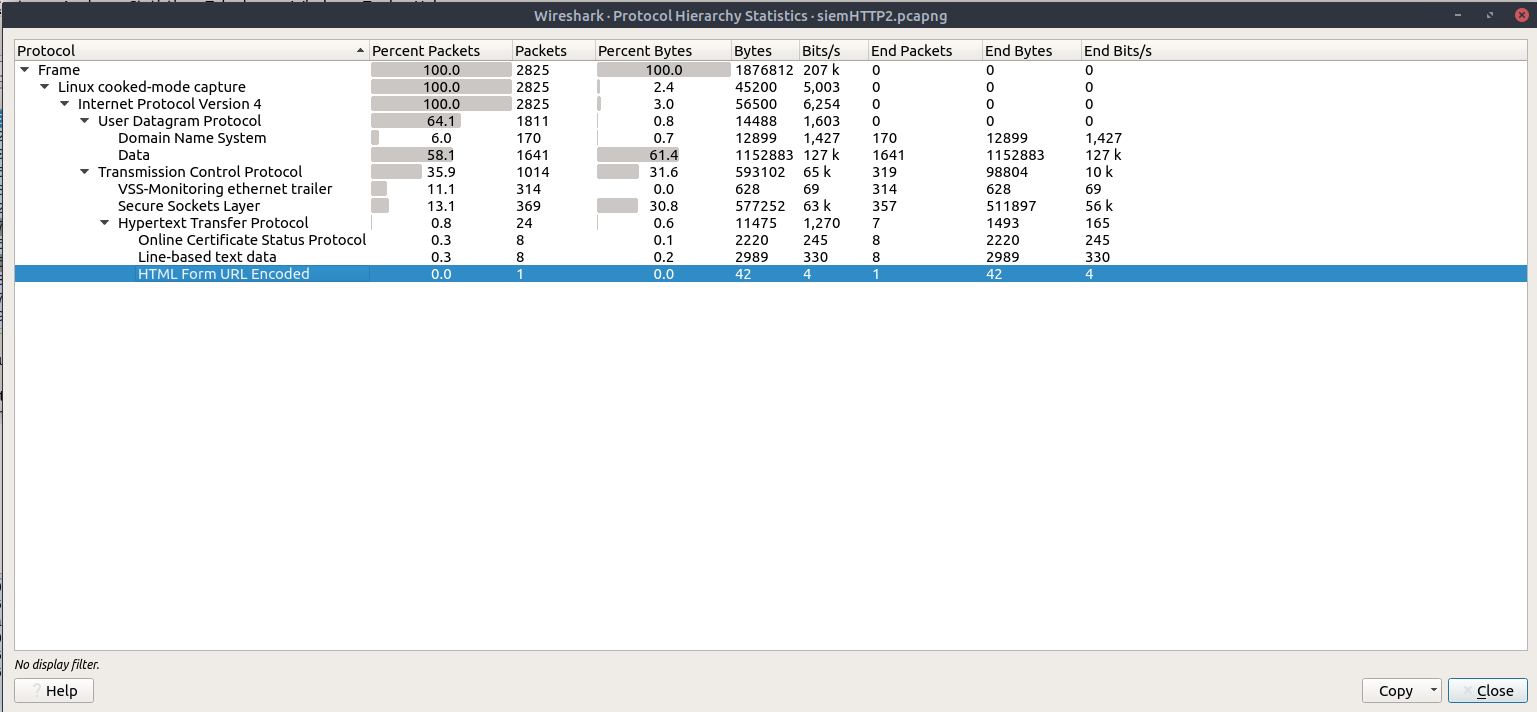 Wireshark · Protocol Hierarchy Statistics · siemHTTP2.pcapng
Protocol Percent Packets Packets Percent Bytes Bytes Bits/s End Packets End Bytes End Bits/s
Frame 100.0 2825 100.0 1876812 207 k 0 0 0
Linux cooked-mode capture 100.0 2825 2.4 45200 5,003 0 0 0
Internet Protocol Version 4 100.0 2825 3.0 56500 6,254 0 0 0
User Datagram Protocol 64.1 1811 0.8 14488 1,603 0 0 0
Domain Name System 6.0 170 0.7 12899 1,427 170 12899 1,427
Data 58.1 1641 61.4 1152883 127 k 1641 1152883 127 k
Transmission Control Protocol 35.9 1014 31.6 593102 65 k 319 98804 10 k
VSS-Monitoring ethernet trailer 11.1 314 0.0 628 69 314 628 69
Secure Sockets Layer 13.1 369 30.8 577252 63 k 357 511897 56 k
Hypertext Transfer Protocol 0.8 24 0.6 11475 1,270 7 1493 165
Online Certificate Status Protocol 0.3 8 0.1 2220 245 8 2220 245
Line-based text data 0.3 8 0.2 2989 330 8 2989 330
HTML Form URL Encoded 0.0 1 0.0 42 4 1 42 4
No display filter.
Help Copy Close